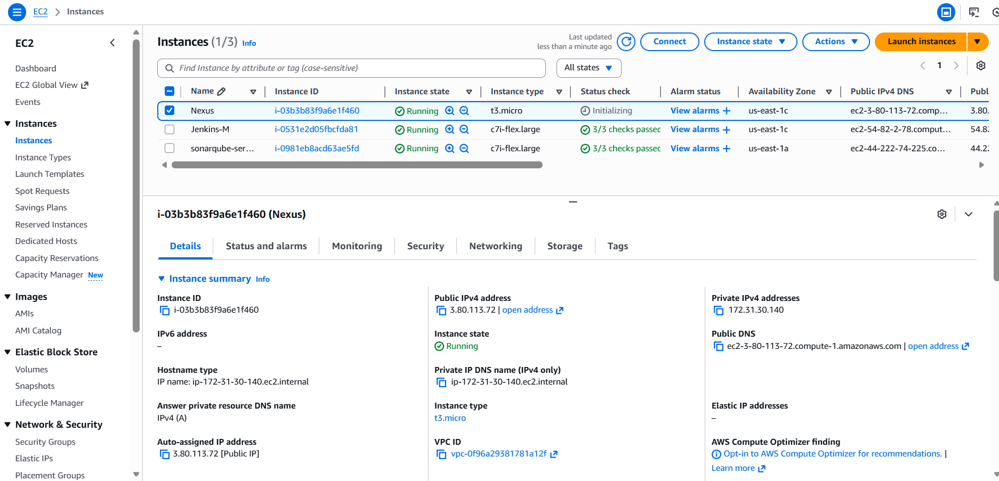 EC2 Instances
EC2
Dashboard
EC2 Global View
Events
Instances
Instances
Instance Types
Launch Templates
Spot Requests
Savings Plans
Reserved Instances
Dedicated Hosts
Capacity Reservations
Capacity Manager New
Images
AMIs
AMI Catalog
Elastic Block Store
Volumes
Snapshots
Lifecycle Manager
Network & Security
Security Groups
Elastic IPs
Placement Groups
Instances (1/3) Info
Last updated
less than a minute ago
Connect Instance state Actions Launch instances
Find Instance by attribute or tag (case-sensitive) All states 1
Name Instance ID Instance state Instance type Status check Alarm status Availability Zone Public IPv4 DNS Publ
Nexus i-03b3b83f9a6e1f460 Running t3.micro Initializing View alarms + us-east-1c ec2-3-80-113-72.comp... 3.80.
Jenkins-M i-0531e2d05fbcfda81 Running c7i-flex.large 3/3 checks passed View alarms + us-east-1c ec2-54-82-2-78.comput... 54.82
sonarqube-ser... i-0981eb8acd63ae5fd Running c7i-flex.large 3/3 checks passed View alarms + us-east-1a ec2-44-222-74-225.co... 44.22
i-03b3b83f9a6e1f460 (Nexus)
Details Status and alarms Monitoring Security Networking Storage Tags
Instance summary Info
Instance ID
i-03b3b83f9a6e1f460
IPv6 address
–
Hostname type
IP name: ip-172-31-30-140.ec2.internal
Answer private resource DNS name
IPv4 (A)
Auto-assigned IP address
3.80.113.72 [Public IP]
Public IPv4 address
3.80.113.72 | open address
Instance state
Running
Private IP DNS name (IPv4 only)
ip-172-31-30-140.ec2.internal
Instance type
t3.micro
VPC ID
vpc-0f96a29381781a12f
Private IPv4 addresses
172.31.30.140
Public DNS
ec2-3-80-113-72.compute-1.amazonaws.com | open address
Elastic IP addresses
–
AWS Compute Optimizer finding
Opt-in to AWS Compute Optimizer for recommendations. |
Learn more